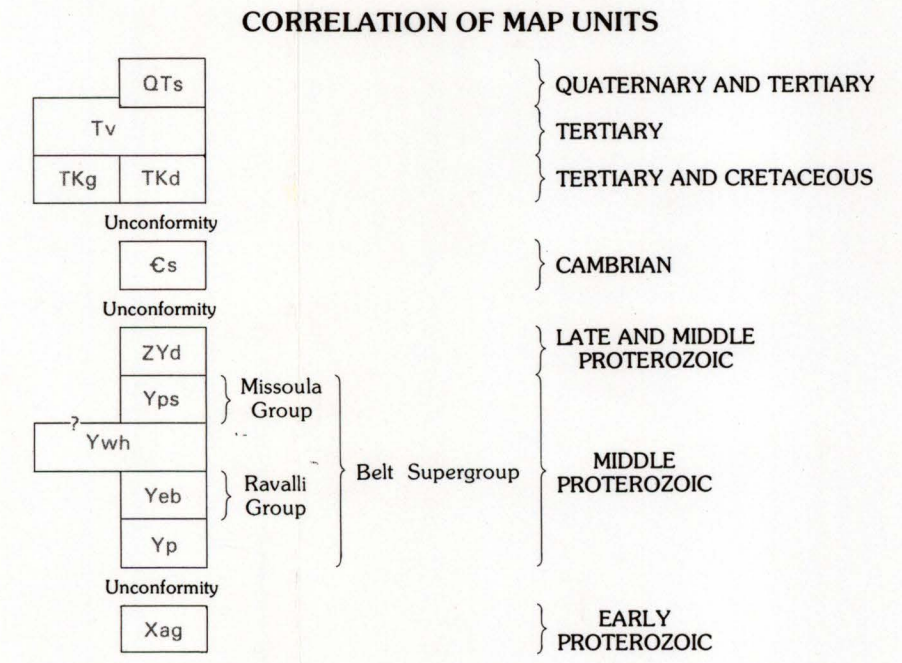 CORRELATION OF MAP UNITS
QTs
QUATERNARY AND TERTIARY
Tv
TERTIARY
TKg
TKd
TERTIARY AND CRETACEOUS
Unconformity
Ꞓs
CAMBRIAN
Unconformity
ZYd
LATE AND MIDDLE
PROTEROZOIC
Yps
Missoula
Group
?
Ywh
Belt Supergroup
MIDDLE
PROTEROZOIC
Yeb
Ravalli
Group
Yp
Unconformity
Xag
EARLY
PROTEROZOIC